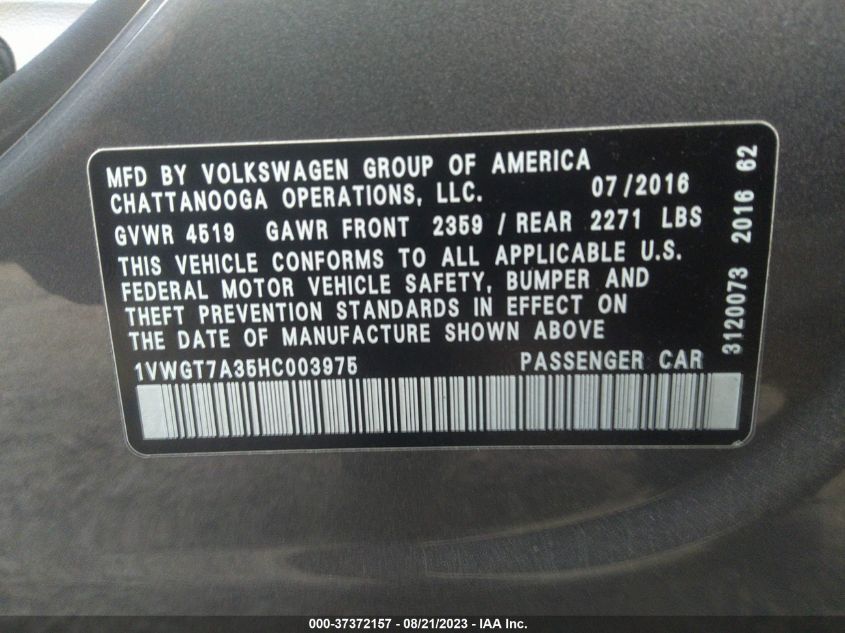 MFD BY VOLKSWAGEN GROUP OF AMERICA
CHATTANOOGA OPERATIONS, LLC. 07/2016
GVWR 4519 GAWR FRONT 2359 / REAR 2271 LBS
THIS VEHICLE CONFORMS TO ALL APPLICABLE U.S.
FEDERAL MOTOR VEHICLE SAFETY, BUMPER AND
THEFT PREVENTION STANDARDS IN EFFECT ON
THE DATE OF MANUFACTURE SHOWN ABOVE
1VWGT7A35HC003975 PASSENGER CAR
3120073 2016 62
000-37372157 - 08/21/2023 - IAA Inc.